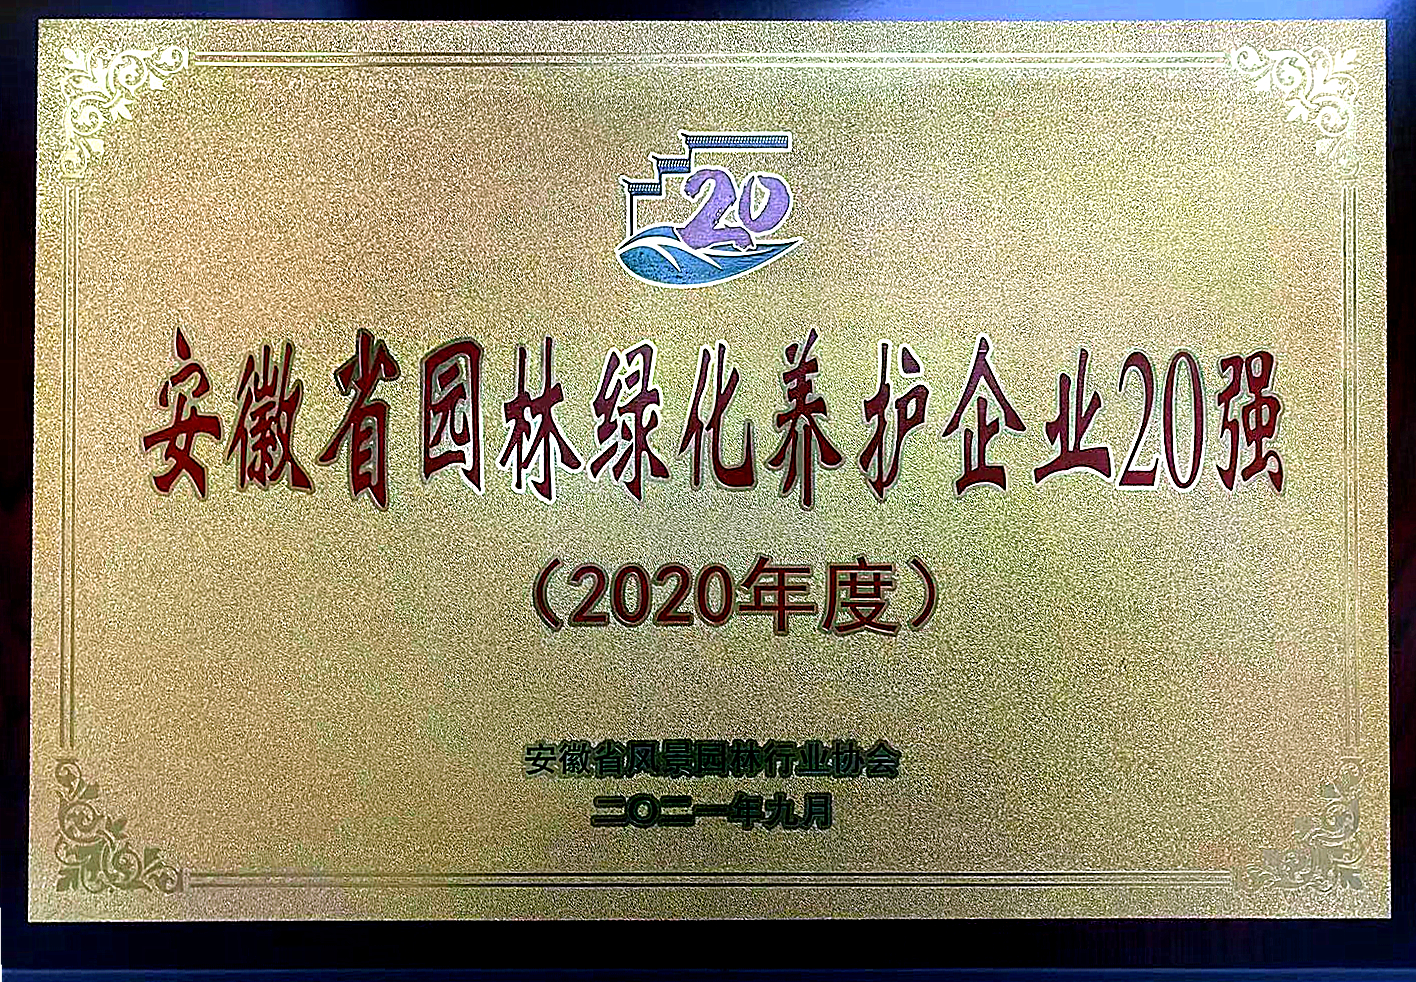 20
安徽省园林绿化养护企业20强
（2020年度）
安徽省风景园林行业协会
二〇二一年九月